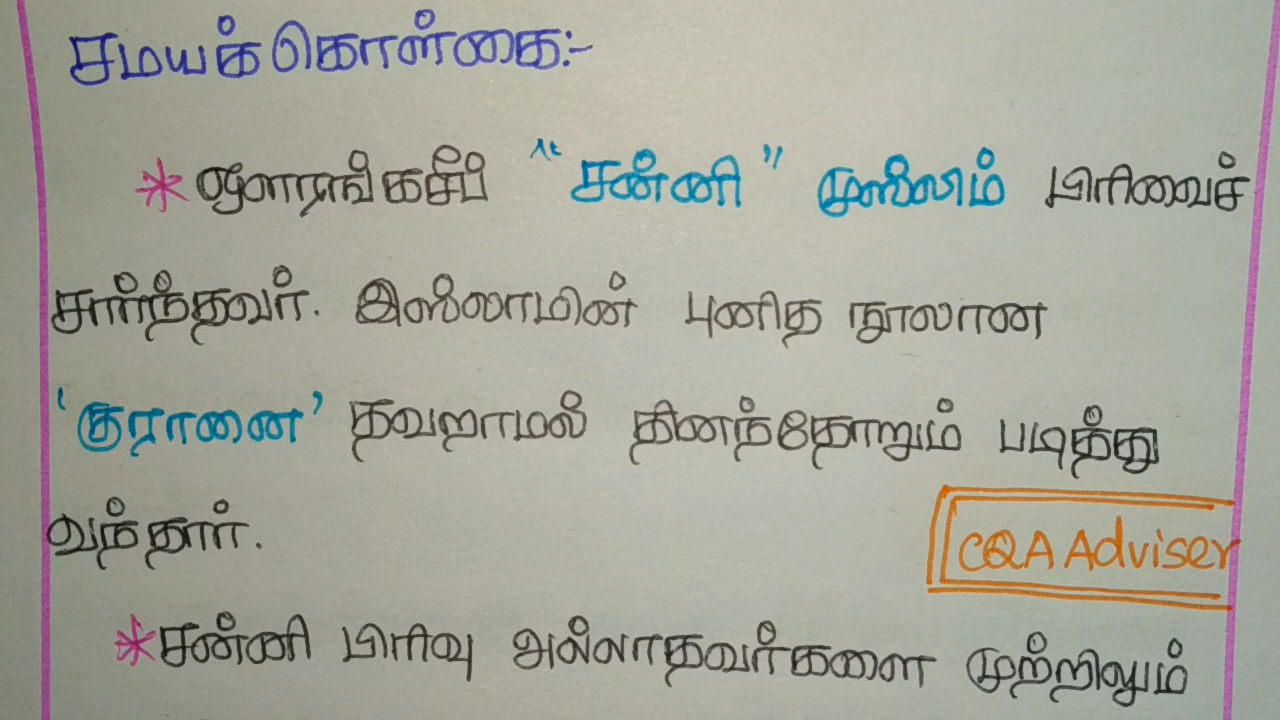 சமயக் கொள்கை:-
* ஔரங்கசீப் "சன்னி" முஸ்லிம் பிரிவைச்
சார்ந்தவர். இஸ்லாமின் புனித நூலான
'குரானை' தவறாமல் தினந்தோறும் படித்து
வந்தார்.
CQA Adviser
* சன்னி பிரிவு அல்லாதவர்களை முற்றிலும்